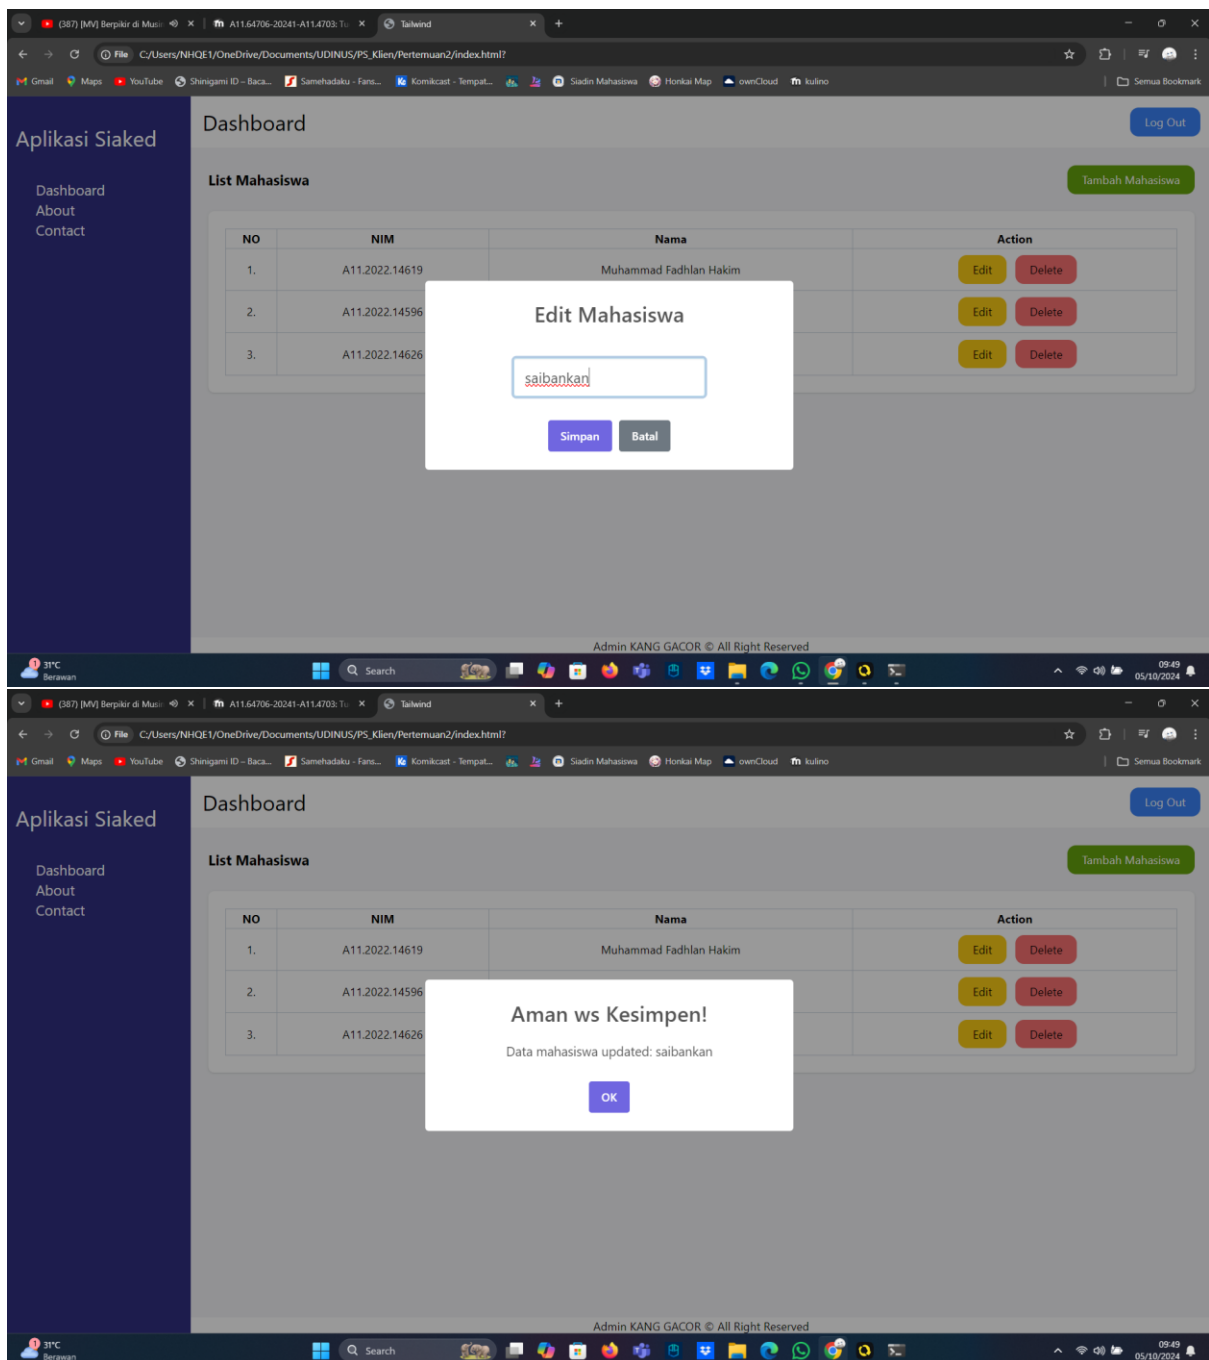 (387) [MV] Berpikir di Musi
A11.64706-20241-A11.4703: Tu
Tailwind
File C:/Users/NHQE1/OneDrive/Documents/UDINUS/PS_Klien/Pertemuan2/index.html?
Gmail Maps YouTube Shinigami ID – Baca... Samehadaku - Fans... Komikcast - Tempat... Siadin Mahasiswa Honkai Map ownCloud kulino Semua Bookmark
Aplikasi Siaked
Dashboard
About
Contact
Dashboard
Log Out
List Mahasiswa
Tambah Mahasiswa
NO NIM Nama Action
1. A11.2022.14619 Muhammad Fadhlan Hakim Edit Delete
2. A11.2022.14596 Edit Delete
3. A11.2022.14626 Edit Delete
Edit Mahasiswa
saibankan
Simpan Batal
Admin KANG GACOR © All Right Reserved
1
31°C
Berawan
Search
09:49
05/10/2024
(387) [MV] Berpikir di Musi
A11.64706-20241-A11.4703: Tu
Tailwind
File C:/Users/NHQE1/OneDrive/Documents/UDINUS/PS_Klien/Pertemuan2/index.html?
Gmail Maps YouTube Shinigami ID – Baca... Samehadaku - Fans... Komikcast - Tempat... Siadin Mahasiswa Honkai Map ownCloud kulino Semua Bookmark
Aplikasi Siaked
Dashboard
About
Contact
Dashboard
Log Out
List Mahasiswa
Tambah Mahasiswa
NO NIM Nama Action
1. A11.2022.14619 Muhammad Fadhlan Hakim Edit Delete
2. A11.2022.14596 Edit Delete
3. A11.2022.14626 Edit Delete
Aman ws Kesimpen!
Data mahasiswa updated: saibankan
OK
Admin KANG GACOR © All Right Reserved
1
31°C
Berawan
Search
09:49
05/10/2024